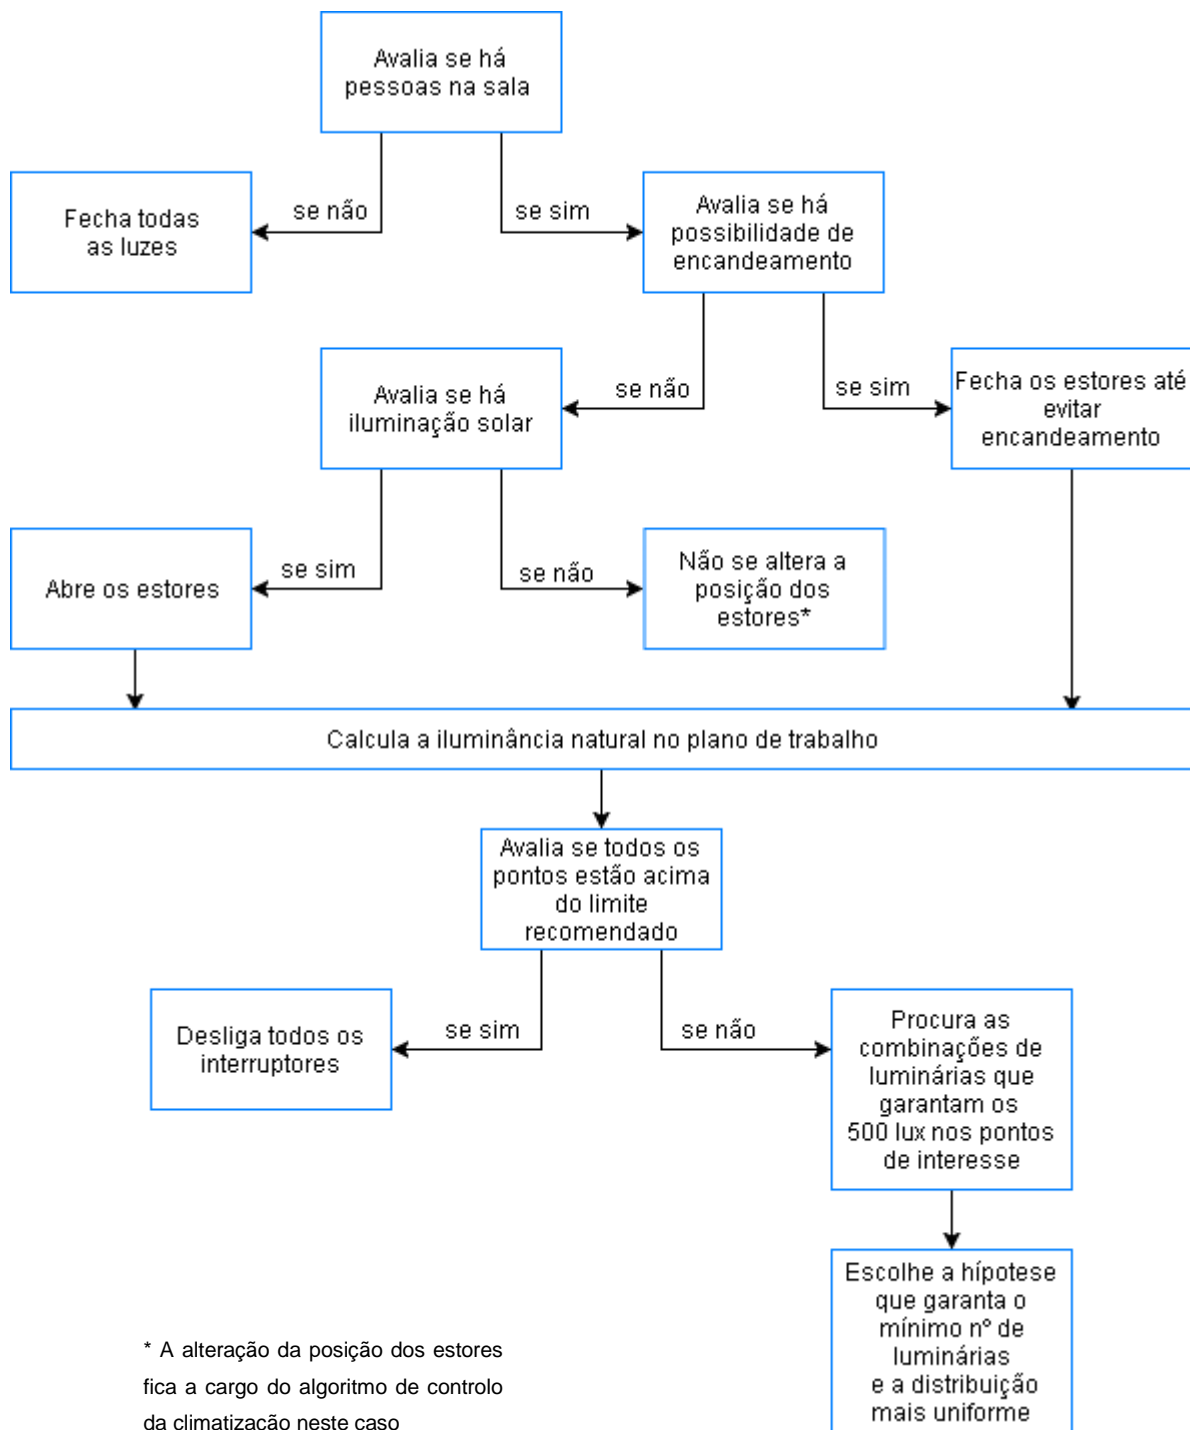 Avalia se há
pessoas na sala
se não
se sim
Fecha todas
as luzes
Avalia se há
possibilidade de
encandeamento
se não
se sim
Avalia se há
iluminação solar
Fecha os estores até
evitar
encandeamento
se sim
se não
Abre os estores
Não se altera a
posição dos
estores*
Calcula a iluminância natural no plano de trabalho
Avalia se todos os
pontos estão acima
do limite
recomendado
se sim
se não
Desliga todos os
interruptores
Procura as
combinações de
luminárias que
garantam os
500 lux nos pontos
de interesse
Escolhe a hípotese
que garanta o
mínimo nº de
luminárias
e a distribuição
mais uniforme
* A alteração da posição dos estores
fica a cargo do algoritmo de controlo
da climatização neste caso